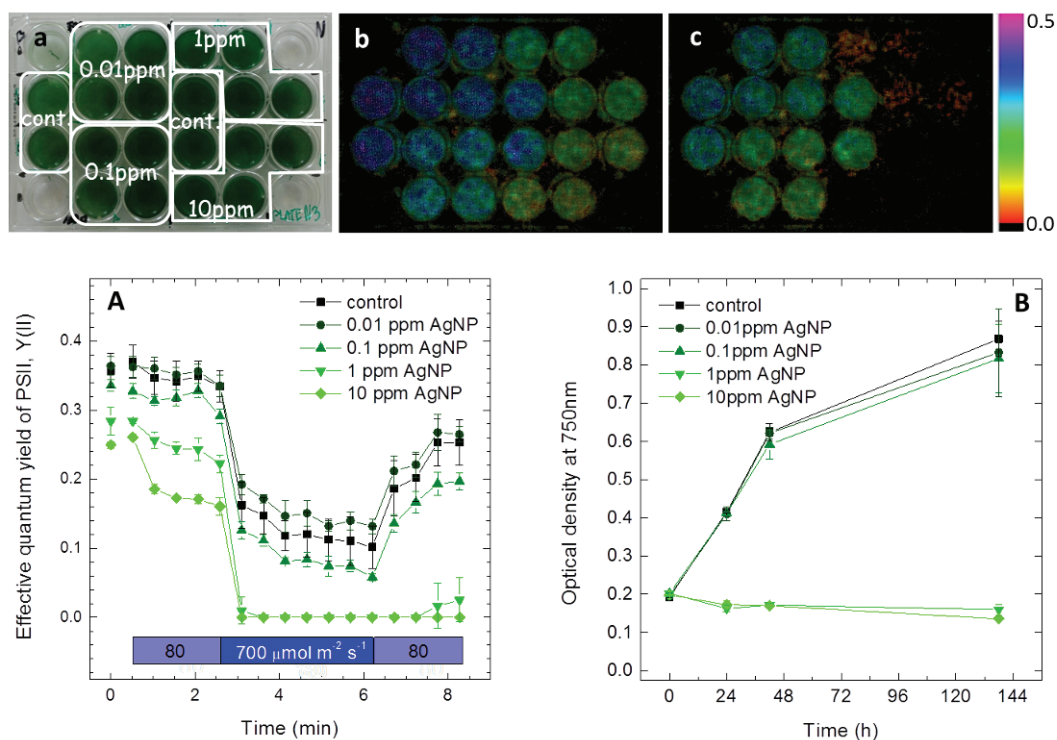 a
1ppm
0.01ppm
cont.
cont.
0.1ppm
10ppm
PLATE N3
b
c
0.5
0.0
A
control
0.01 ppm AgNP
0.1 ppm AgNP
1 ppm AgNP
10 ppm AgNP
Effective quantum yield of PSII, Y(II)
0.4
0.3
0.2
0.1
0.0
80
700 μmol m⁻² s⁻¹
80
0
2
4
6
8
Time (min)
B
control
0.01ppm AgNP
0.1ppm AgNP
1ppm AgNP
10ppm AgNP
Optical density at 750nm
1.0
0.9
0.8
0.7
0.6
0.5
0.4
0.3
0.2
0.1
0.0
0
24
48
72
96
120
144
Time (h)